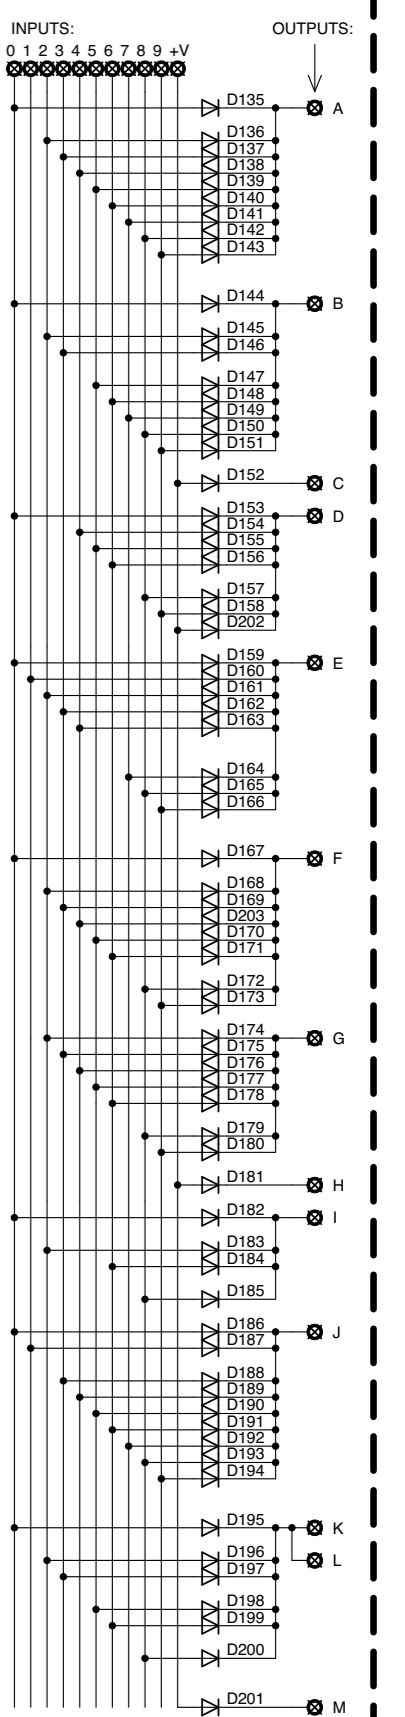 INPUTS: OUTPUTS:
0 1 2 3 4 5 6 7 8 9 +V
D135 A
D136
D137
D138
D139
D140
D141
D142
D143
D144 B
D145
D146
D147
D148
D149
D150
D151
D152 C
D153 D
D154
D155
D156
D157
D158
D202
D159 E
D160
D161
D162
D163
D164
D165
D166
D167 F
D168
D169
D203
D170
D171
D172
D173
D174 G
D175
D176
D177
D178
D179
D180
D181 H
D182 I
D183
D184
D185
D186 J
D187
D188
D189
D190
D191
D192
D193
D194
D195 K
D196 L
D197
D198
D199
D200
D201 M